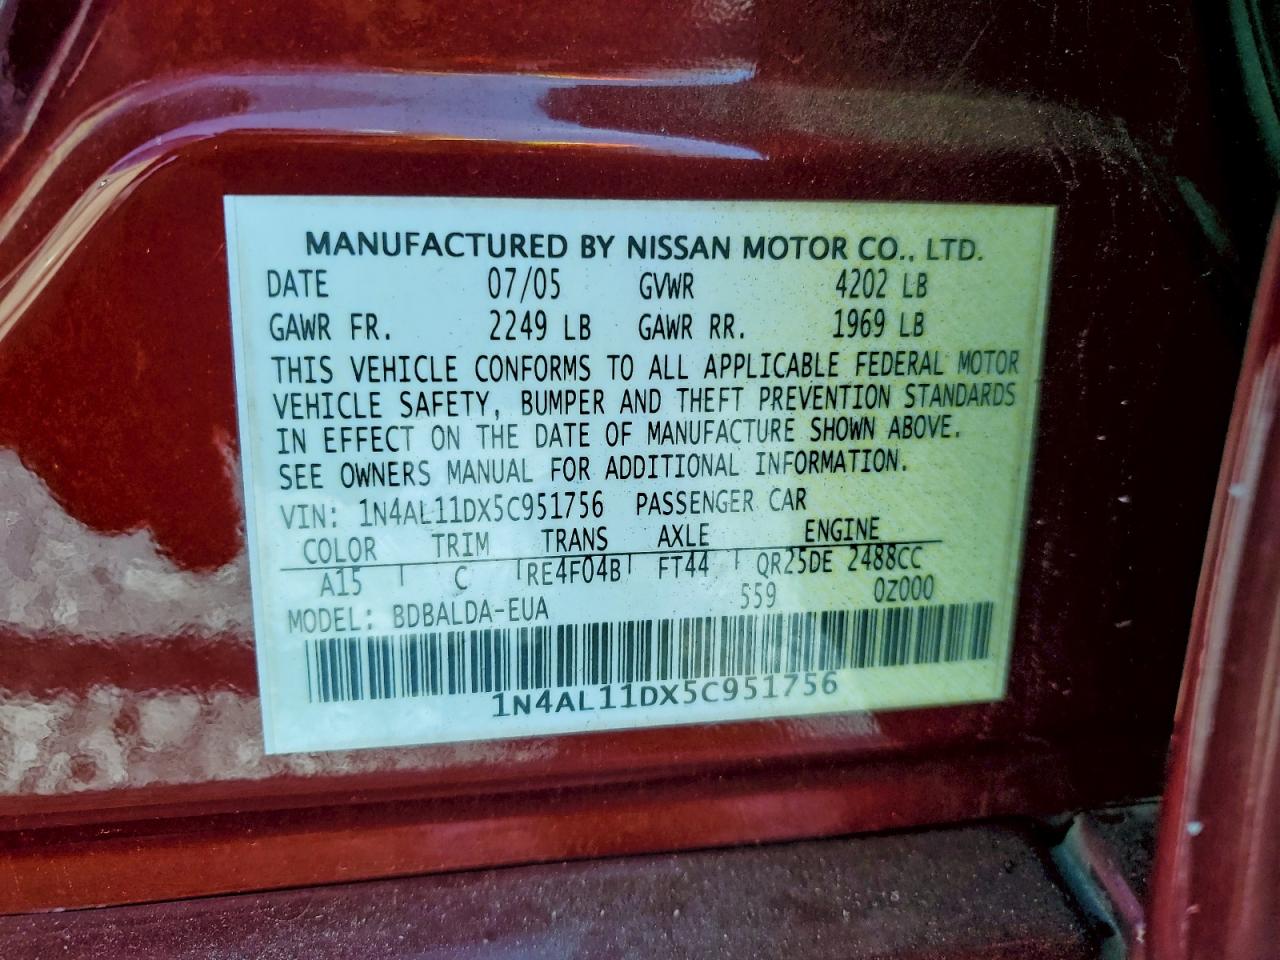 MANUFACTURED BY NISSAN MOTOR CO., LTD.
DATE 07/05 GVWR 4202 LB
GAWR FR. 2249 LB GAWR RR. 1969 LB
THIS VEHICLE CONFORMS TO ALL APPLICABLE FEDERAL MOTOR
VEHICLE SAFETY, BUMPER AND THEFT PREVENTION STANDARDS
IN EFFECT ON THE DATE OF MANUFACTURE SHOWN ABOVE.
SEE OWNERS MANUAL FOR ADDITIONAL INFORMATION.
VIN: 1N4AL11DX5C951756 PASSENGER CAR
COLOR TRIM TRANS AXLE ENGINE
A15 C RE4F04B FT44 QR25DE 2488CC
559 0Z000
MODEL: BDBALDA-EUA
1N4AL11DX5C951756